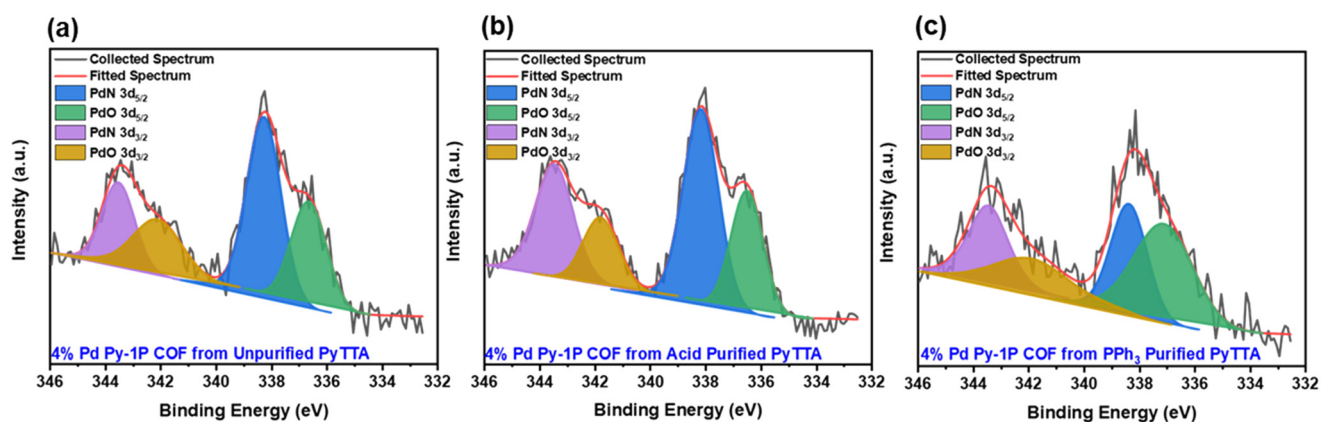 (a)
Intensity (a.u.)
Collected Spectrum
Fitted Spectrum
PdN 3d5/2
PdO 3d5/2
PdN 3d3/2
PdO 3d3/2
4% Pd Py-1P COF from Unpurified PyTTA
346 344 342 340 338 336 334 332
Binding Energy (eV)
(b)
Intensity (a.u.)
Collected Spectrum
Fitted Spectrum
PdN 3d5/2
PdO 3d5/2
PdN 3d3/2
PdO 3d3/2
4% Pd Py-1P COF from Acid Purified PyTTA
346 344 342 340 338 336 334 332
Binding Energy (eV)
(c)
Intensity (a.u.)
Collected Spectrum
Fitted Spectrum
PdN 3d5/2
PdO 3d5/2
PdN 3d3/2
PdO 3d3/2
4% Pd Py-1P COF from PPh3 Purified PyTTA
346 344 342 340 338 336 334 332
Binding Energy (eV)